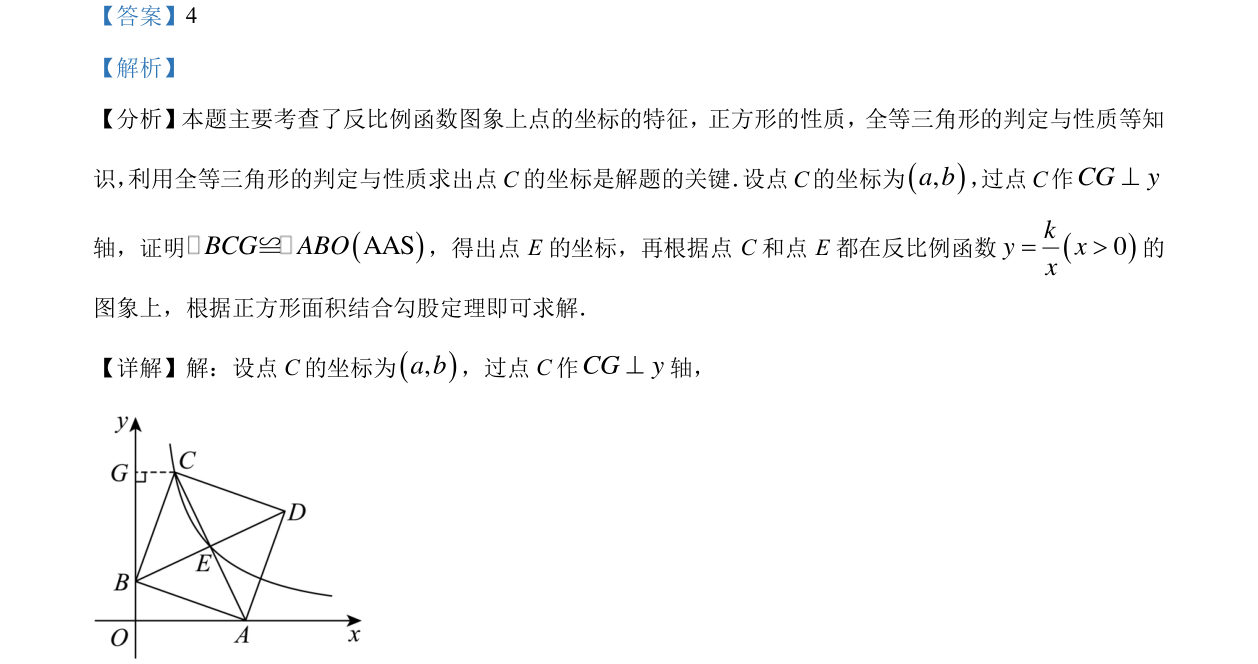 【答案】4
【解析】
【分析】本题主要考查了反比例函数图象上点的坐标的特征，正方形的性质，全等三角形的判定与性质等知
识，利用全等三角形的判定与性质求出点 C 的坐标是解题的关键．设点 C 的坐标为(a,b)，过点 C 作 CG ⊥ y
轴，证明□BCG≌□ABO(AAS)，得出点 E 的坐标，再根据点 C 和点 E 都在反比例函数 y = k/x (x > 0) 的
图象上，根据正方形面积结合勾股定理即可求解．
【详解】解：设点 C 的坐标为(a,b)，过点 C 作 CG ⊥ y 轴，
y
G
C
D
E
B
O
A
x